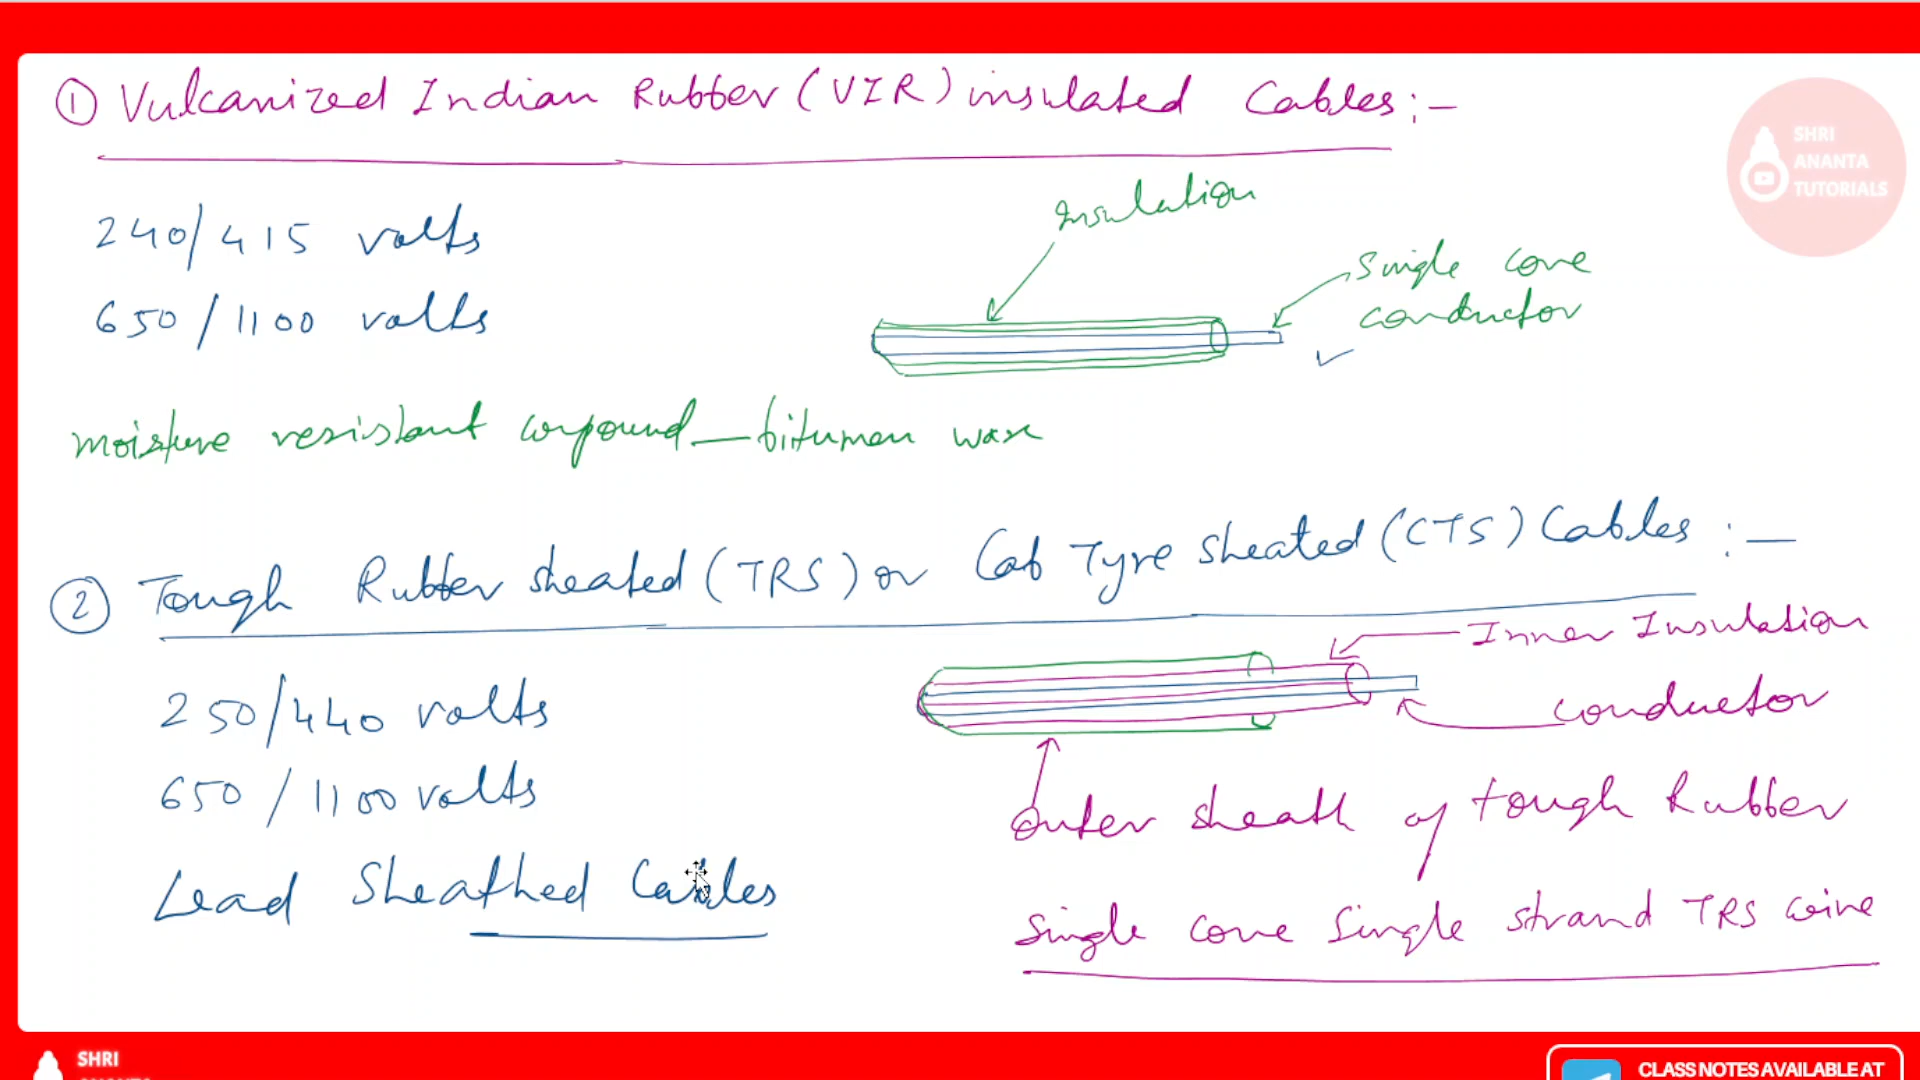 ① Vulcanized Indian Rubber (VIR) insulated Cables :-
240/415 volts
650/1100 volts
Insulation
Single core
conductor
moisture resistant compound – bitumen wax
② Tough Rubber sheated (TRS) or Cab Tyre Sheated (CTS) Cables :-
250/440 volts
650/1100 volts
Lead Sheathed Cables
Inner Insulation
conductor
outer sheath of tough Rubber
Single core Single strand TRS wire
SHRI
ANANTA
TUTORIALS
SHRI
CLASS NOTES AVAILABLE AT